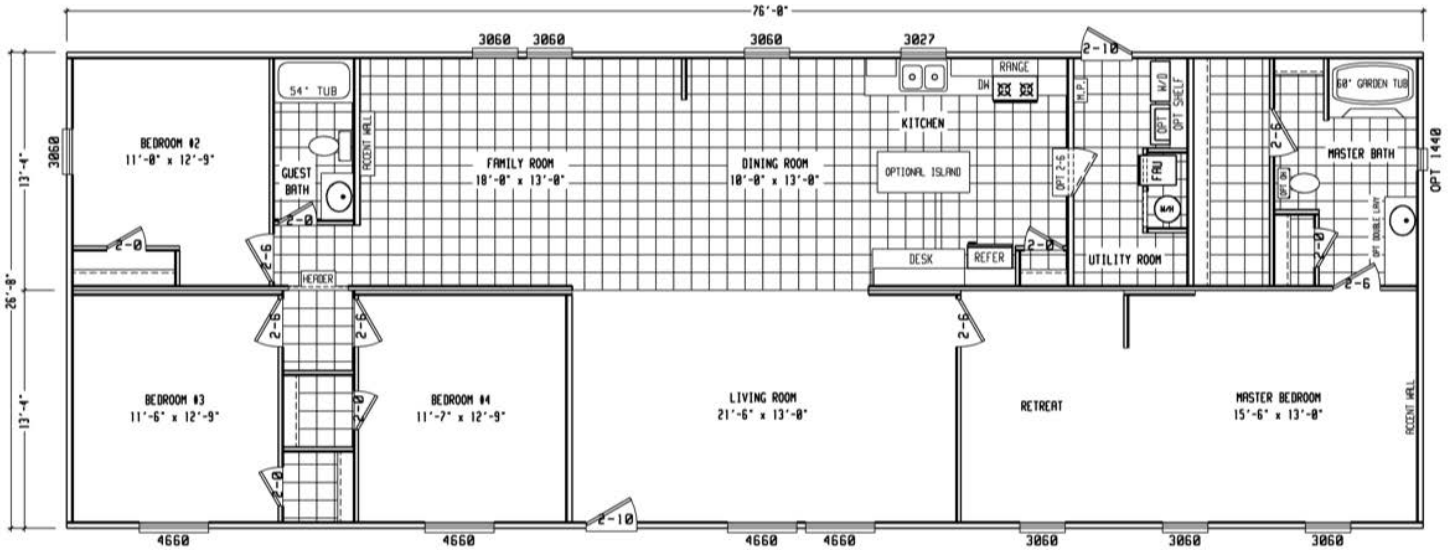 76'-0"
3060
3060
3060
3027
2-10
54" TUB
ACCENT WALL
RANGE
DW
M.P.
W/D
OPT SHELF
OPT
60" GARDEN TUB
3060
13'-4"
BEDROOM #2
11'-0" x 12'-9"
GUEST
BATH
FAMILY ROOM
18'-0" x 13'-0"
DINING ROOM
10'-0" x 13'-0"
KITCHEN
OPTIONAL ISLAND
OPT 2-6
FAU
W/H
2-6
MASTER BATH
OPT 1440
2-0
2-0
2-6
HEADER
DESK
REFER
2-0
UTILITY ROOM
2-0
OPT DOUBLE LAVY
2-6
26'-8"
13'-4"
2-6
2-6
2-6
BEDROOM #3
11'-6" x 12'-9"
2-0
BEDROOM #4
11'-7" x 12'-9"
LIVING ROOM
21'-6" x 13'-0"
RETREAT
MASTER BEDROOM
15'-6" x 13'-0"
ACCENT WALL
2-0
2-10
4660
4660
4660
4660
3060
3060
3060